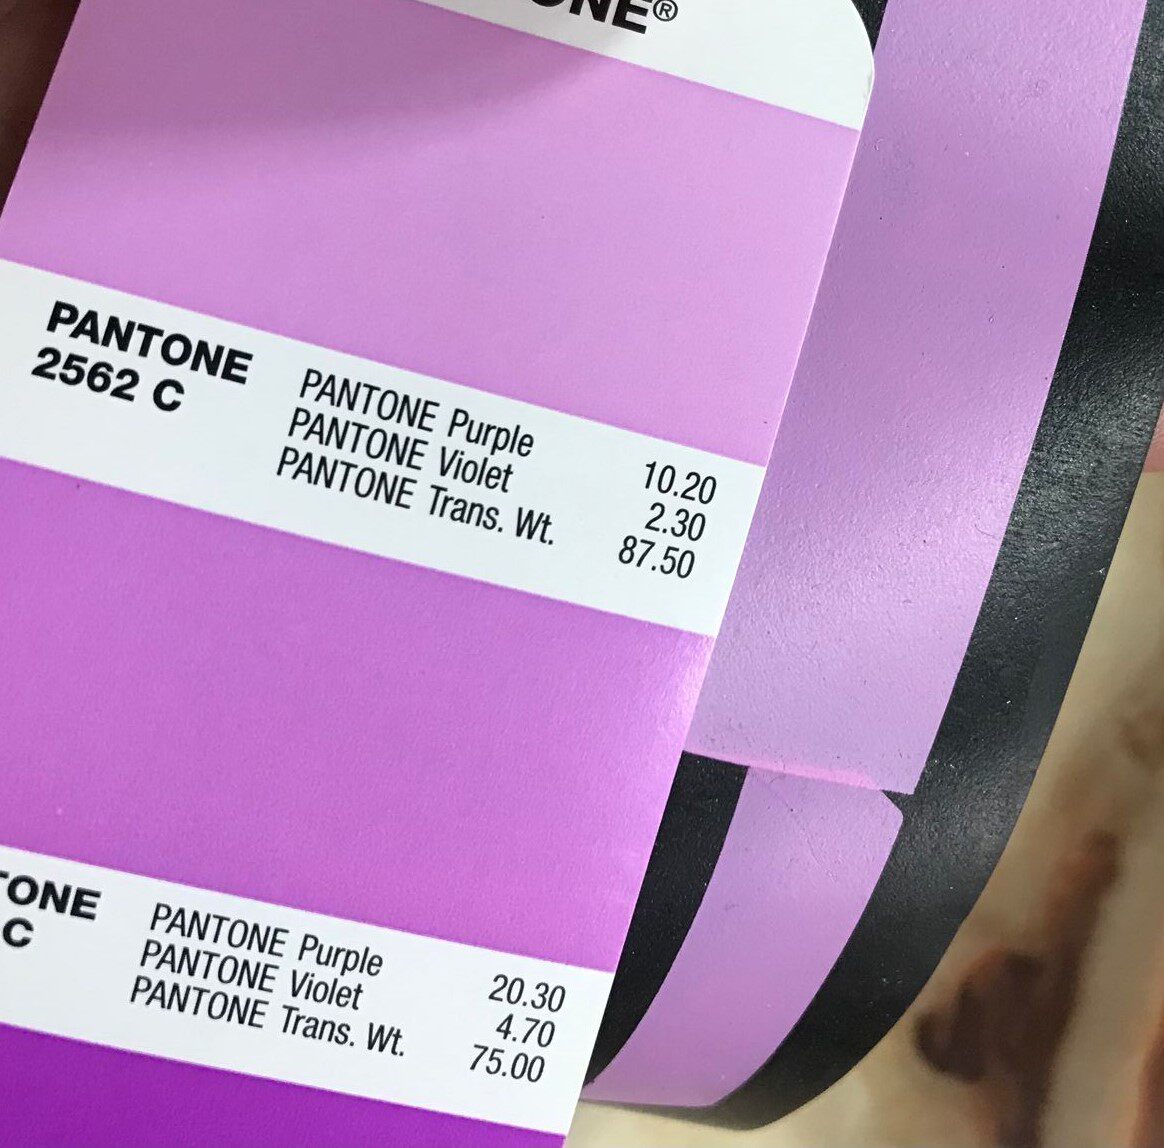 ONE®
PANTONE
2562 C
PANTONE Purple 10.20
PANTONE Violet 2.30
PANTONE Trans. Wt. 87.50
TONE
C
PANTONE Purple 20.30
PANTONE Violet 4.70
PANTONE Trans. Wt. 75.00